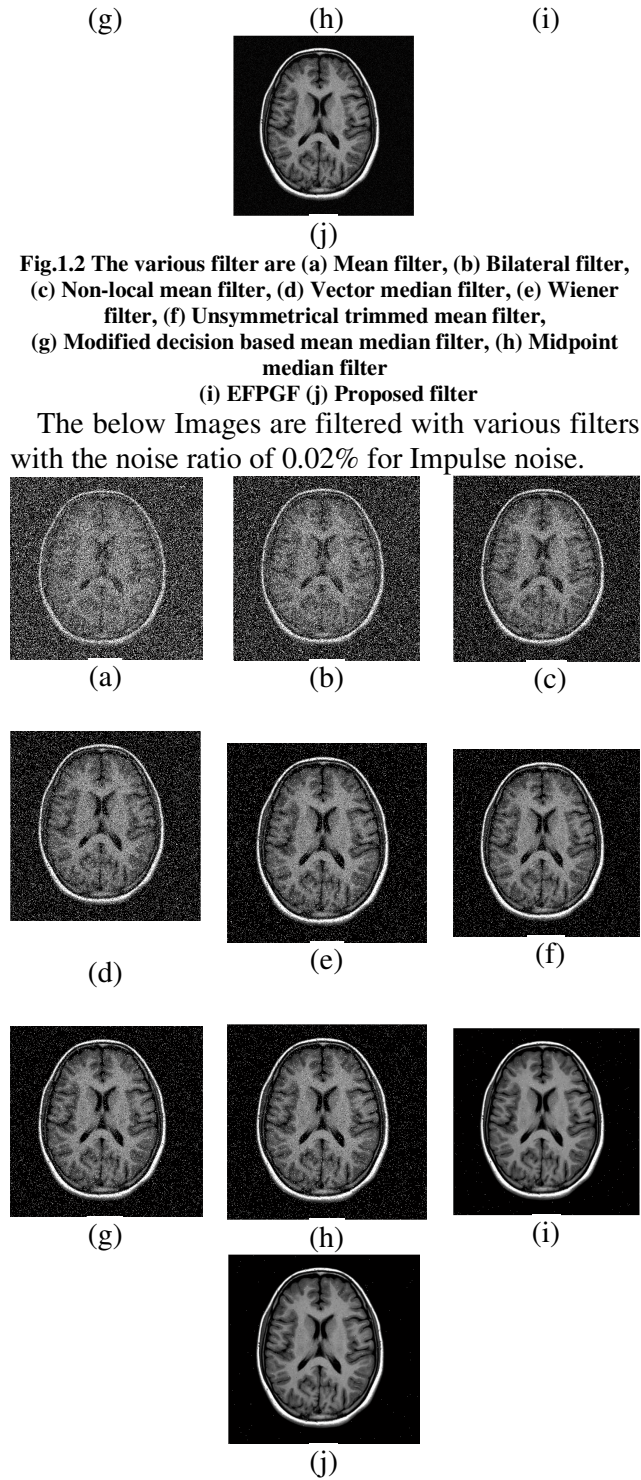 (g) (h) (i)
(j)
Fig.1.2 The various filter are (a) Mean filter, (b) Bilateral filter,
(c) Non-local mean filter, (d) Vector median filter, (e) Wiener
filter, (f) Unsymmetrical trimmed mean filter,
(g) Modified decision based mean median filter, (h) Midpoint
median filter
(i) EFPGF (j) Proposed filter
The below Images are filtered with various filters
with the noise ratio of 0.02% for Impulse noise.
(a) (b) (c)
(d) (e) (f)
(g) (h) (i)
(j)